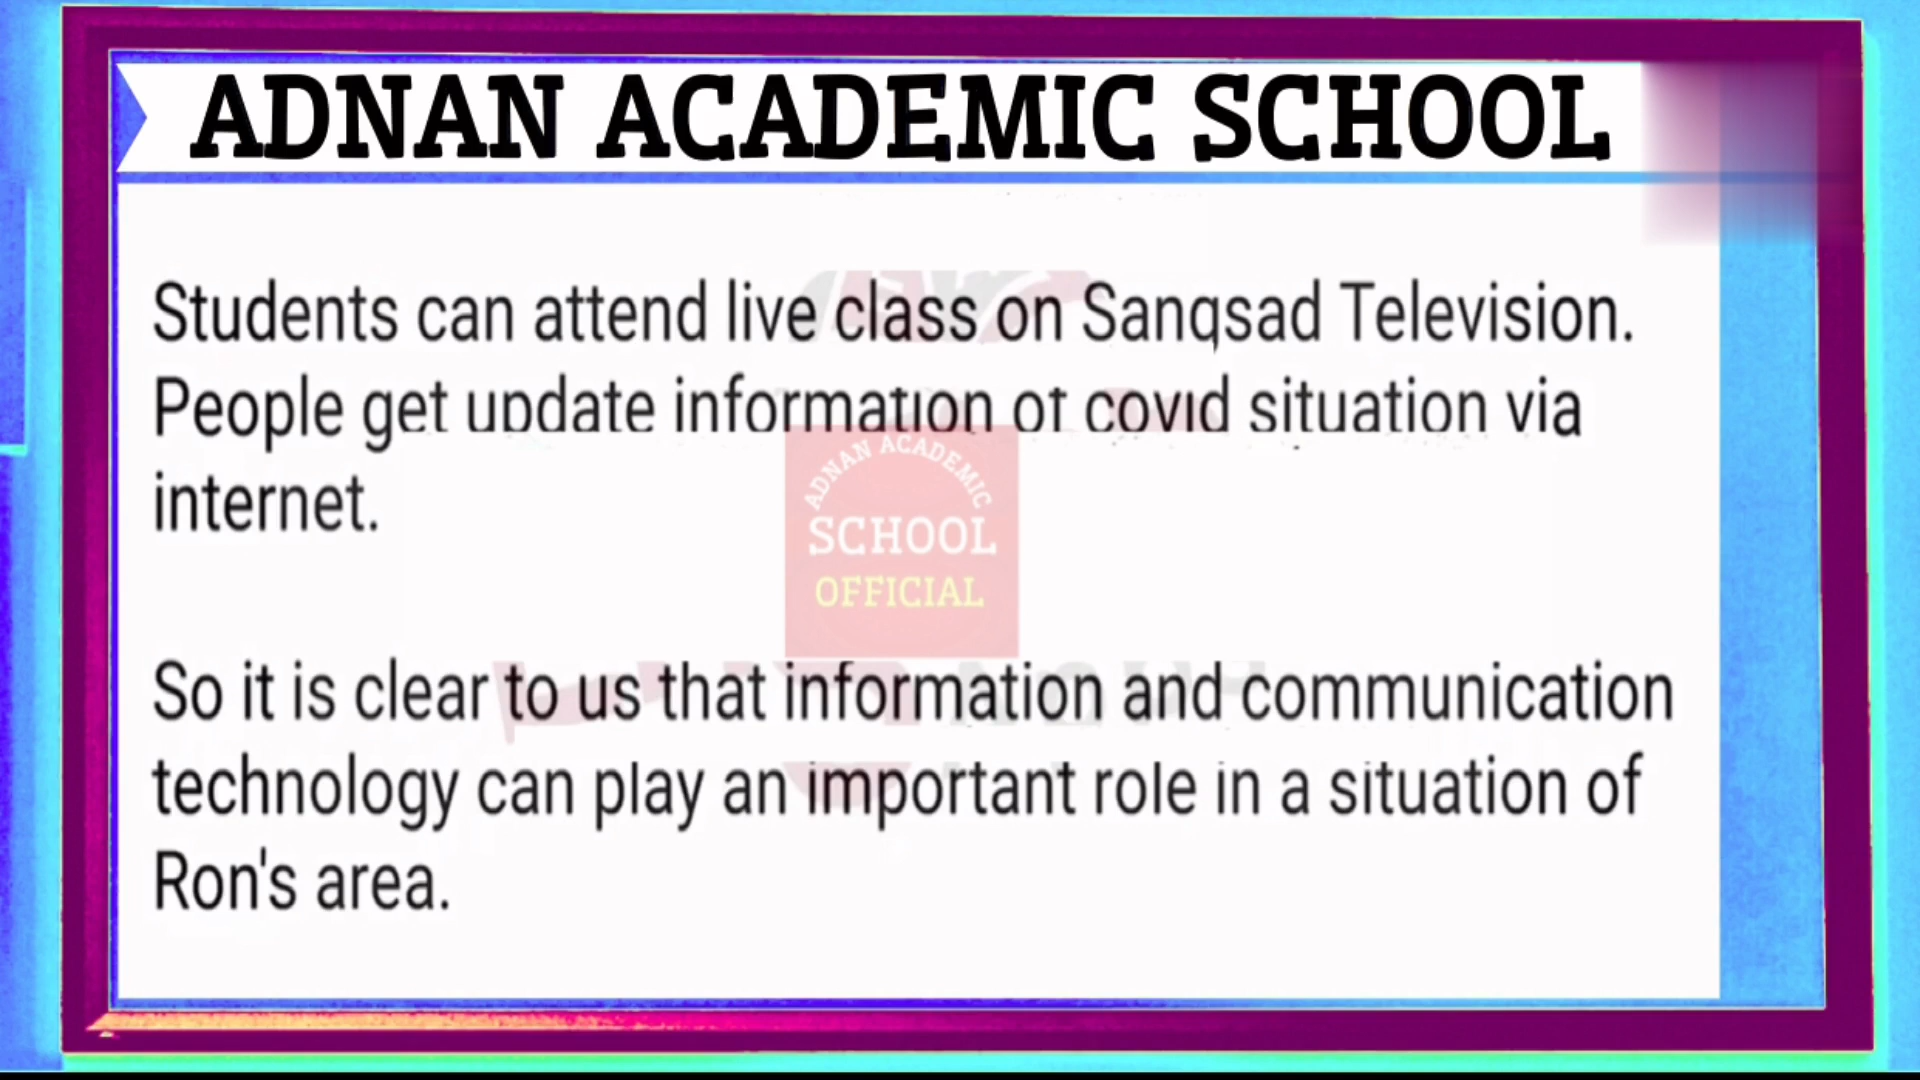 ADNAN ACADEMIC SCHOOL
Students can attend live class on Sangsad Television.
People get update information of covid situation via
internet.
ADNAN ACADEMIC
SCHOOL
OFFICIAL
So it is clear to us that information and communication
technology can play an important role in a situation of
Ron's area.